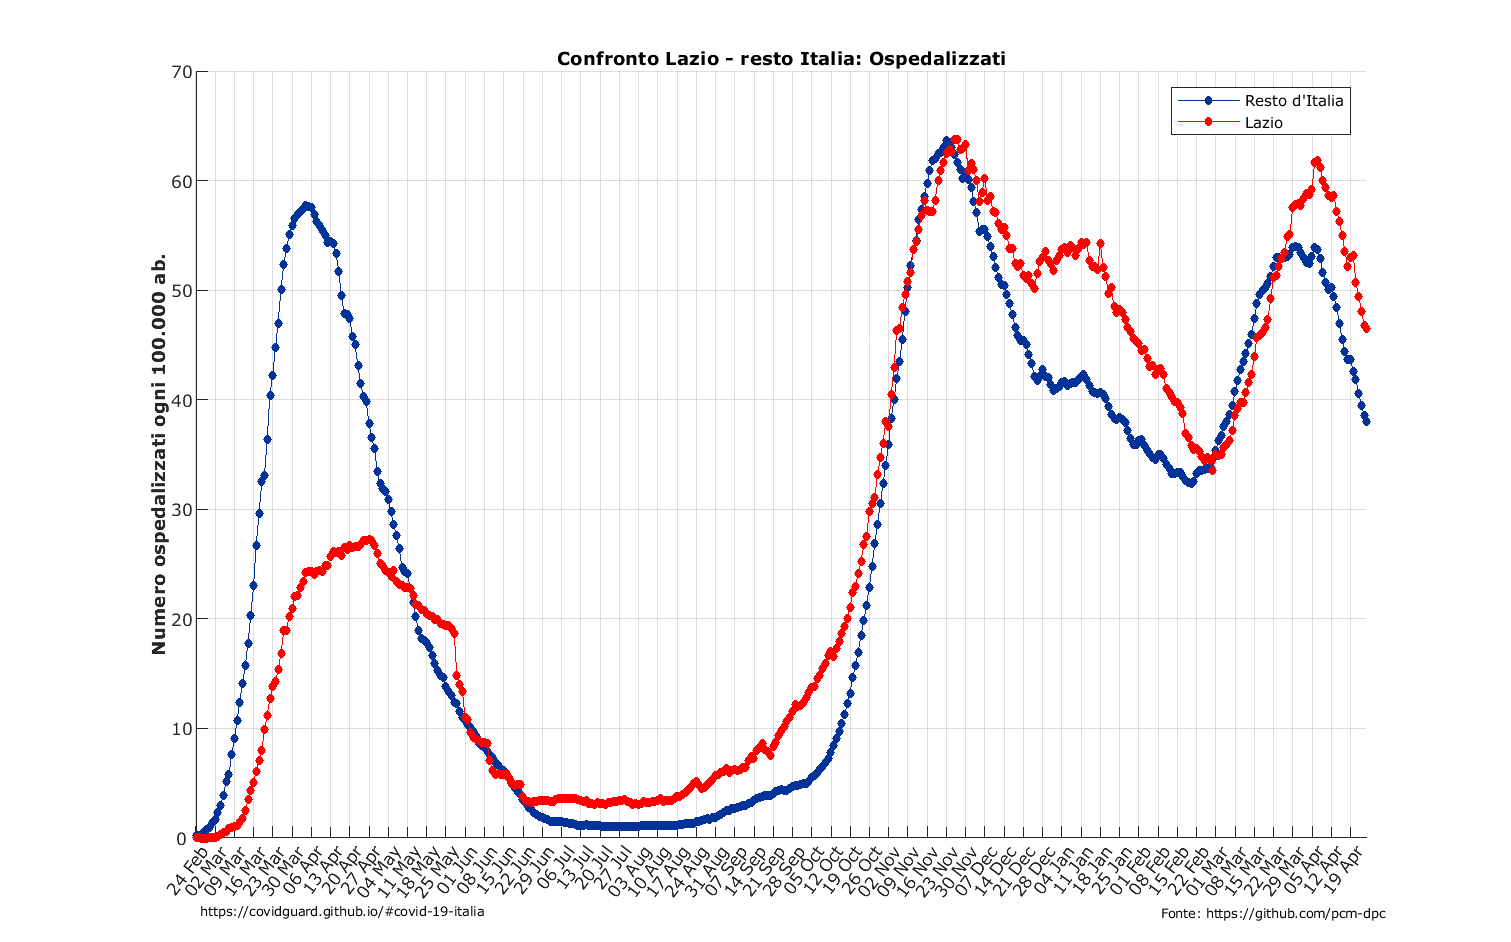 Confronto Lazio - resto Italia: Ospedalizzati
Numero ospedalizzati ogni 100.000 ab.
70
60
50
40
30
20
10
0
Resto d'Italia
Lazio
24 Feb
02 Mar
09 Mar
16 Mar
23 Mar
30 Mar
06 Apr
13 Apr
20 Apr
27 Apr
04 May
11 May
18 May
25 May
01 Jun
08 Jun
15 Jun
22 Jun
29 Jun
06 Jul
13 Jul
20 Jul
27 Jul
03 Aug
10 Aug
17 Aug
24 Aug
31 Aug
07 Sep
14 Sep
21 Sep
28 Sep
05 Oct
12 Oct
19 Oct
26 Oct
02 Nov
09 Nov
16 Nov
23 Nov
30 Nov
07 Dec
14 Dec
21 Dec
28 Dec
04 Jan
11 Jan
18 Jan
25 Jan
01 Feb
08 Feb
15 Feb
22 Feb
01 Mar
08 Mar
15 Mar
22 Mar
29 Mar
05 Apr
12 Apr
19 Apr
https://covidguard.github.io/#covid-19-italia
Fonte: https://github.com/pcm-dpc